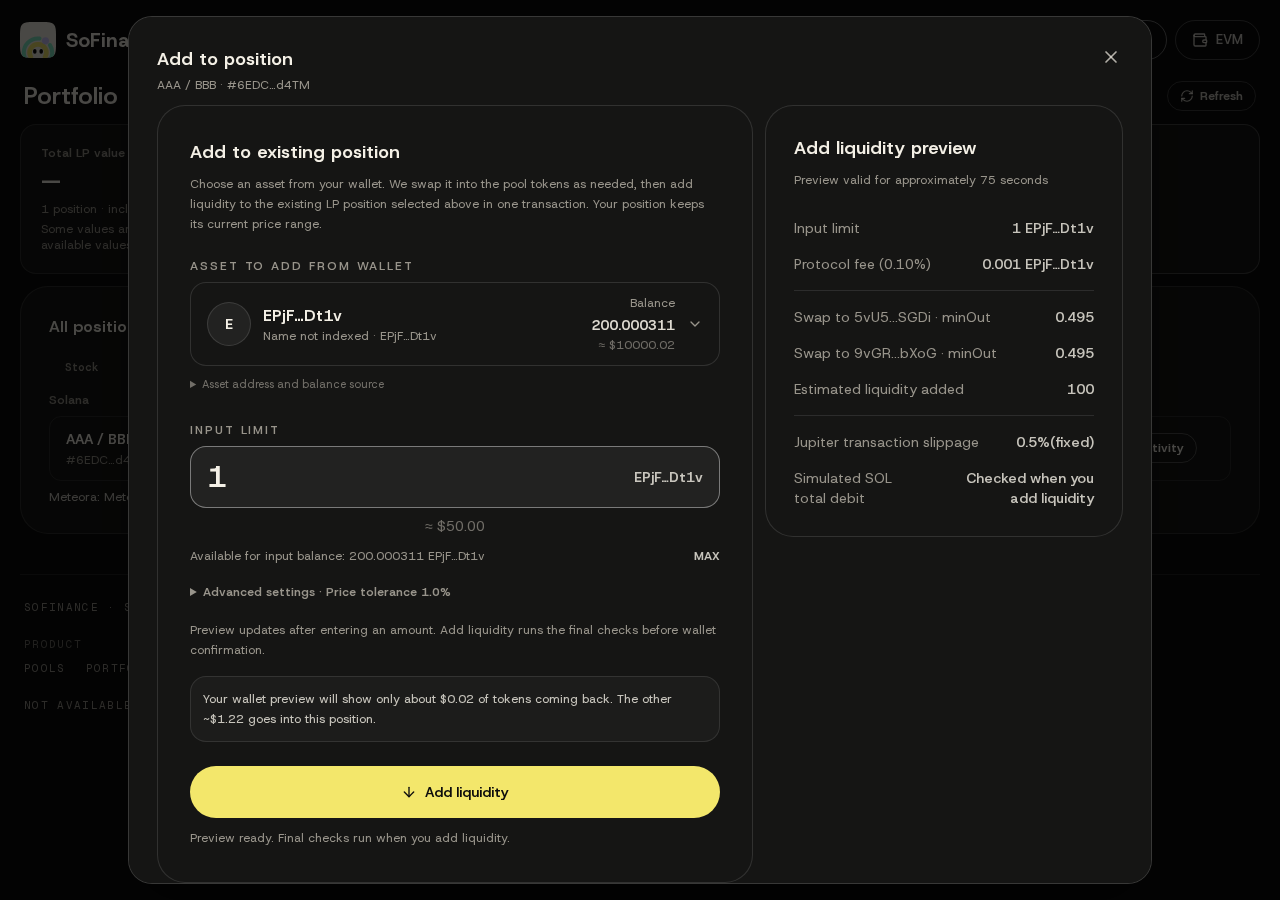 SoFina
EVM
Portfolio
Refresh
Total LP value
—
1 position · incl
Some values ar
available values
All positio
Stock
Solana
AAA / BBI
#6EDC…d4
tivity
Meteora: Mete
SOFINANCE · S
PRODUCT
POOLS PORTFO
NOT AVAILABLE
Add to position
AAA / BBB · #6EDC…d4TM
Add to existing position
Choose an asset from your wallet. We swap it into the pool tokens as needed, then add
liquidity to the existing LP position selected above in one transaction. Your position keeps
its current price range.
ASSET TO ADD FROM WALLET
E
EPjF…Dt1v
Name not indexed · EPjF…Dt1v
Balance
200.000311
≈ $10000.02
Asset address and balance source
INPUT LIMIT
1
EPjF…Dt1v
≈ $50.00
Available for input balance: 200.000311 EPjF…Dt1v
MAX
Advanced settings · Price tolerance 1.0%
Preview updates after entering an amount. Add liquidity runs the final checks before wallet
confirmation.
Your wallet preview will show only about $0.02 of tokens coming back. The other
~$1.22 goes into this position.
Add liquidity
Preview ready. Final checks run when you add liquidity.
Add liquidity preview
Preview valid for approximately 75 seconds
Input limit 1 EPjF…Dt1v
Protocol fee (0.10%) 0.001 EPjF…Dt1v
Swap to 5vU5…SGDi · minOut 0.495
Swap to 9vGR…bXoG · minOut 0.495
Estimated liquidity added 100
Jupiter transaction slippage 0.5%(fixed)
Simulated SOL
total debit
Checked when you
add liquidity